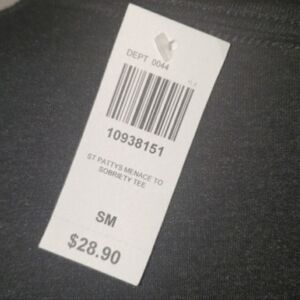 DEPT 0044
10938151
ST PATTYS MENACE TO
SOBRIETY TEE
SM
$28.90